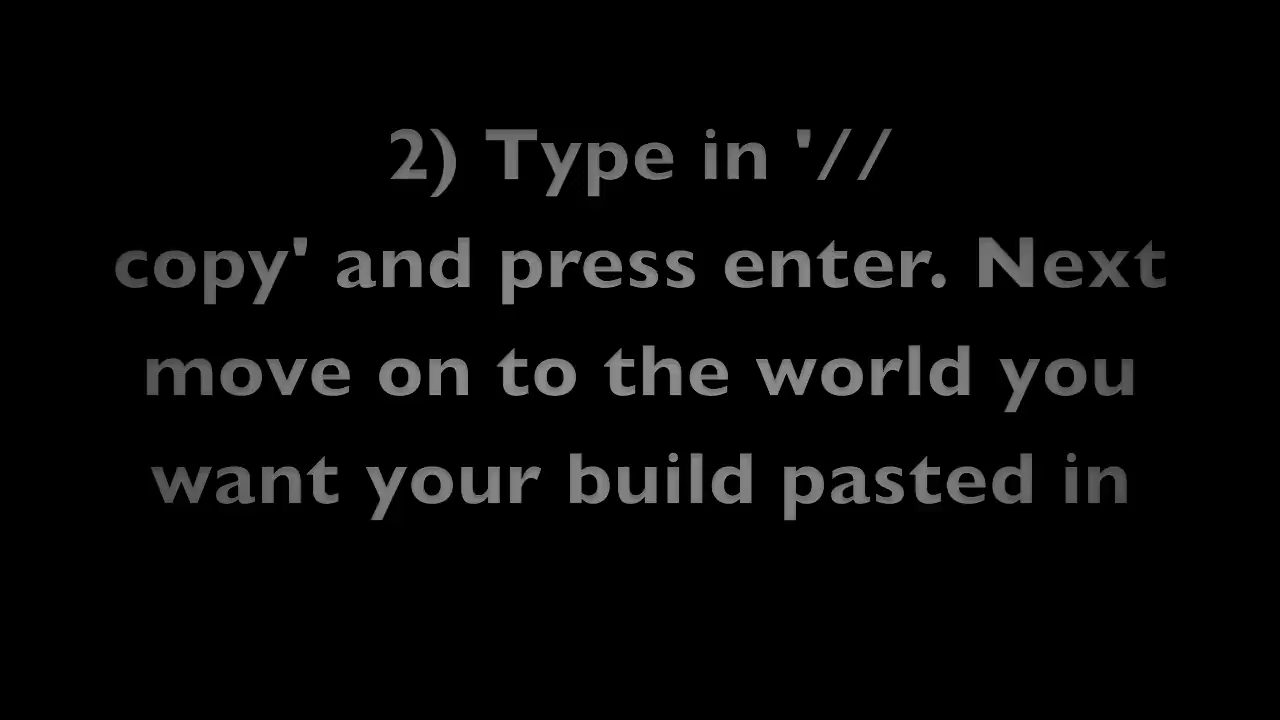 2) Type in '//
copy' and press enter. Next
move on to the world you
want your build pasted in